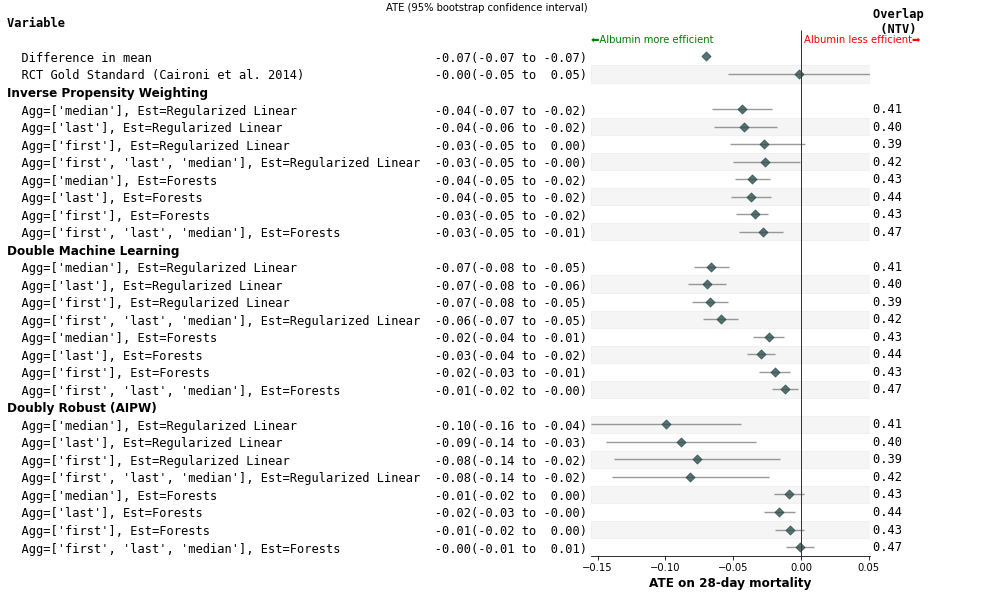 ATE (95% bootstrap confidence interval)
Variable
Overlap
(NTV)
⬅Albumin more efficient Albumin less efficient➡
Difference in mean -0.07(-0.07 to -0.07)
RCT Gold Standard (Caironi et al. 2014) -0.00(-0.05 to 0.05)
Inverse Propensity Weighting
Agg=['median'], Est=Regularized Linear -0.04(-0.07 to -0.02) 0.41
Agg=['last'], Est=Regularized Linear -0.04(-0.06 to -0.02) 0.40
Agg=['first'], Est=Regularized Linear -0.03(-0.05 to 0.00) 0.39
Agg=['first', 'last', 'median'], Est=Regularized Linear -0.03(-0.05 to -0.00) 0.42
Agg=['median'], Est=Forests -0.04(-0.05 to -0.02) 0.43
Agg=['last'], Est=Forests -0.04(-0.05 to -0.02) 0.44
Agg=['first'], Est=Forests -0.03(-0.05 to -0.02) 0.43
Agg=['first', 'last', 'median'], Est=Forests -0.03(-0.05 to -0.01) 0.47
Double Machine Learning
Agg=['median'], Est=Regularized Linear -0.07(-0.08 to -0.05) 0.41
Agg=['last'], Est=Regularized Linear -0.07(-0.08 to -0.06) 0.40
Agg=['first'], Est=Regularized Linear -0.07(-0.08 to -0.05) 0.39
Agg=['first', 'last', 'median'], Est=Regularized Linear -0.06(-0.07 to -0.05) 0.42
Agg=['median'], Est=Forests -0.02(-0.04 to -0.01) 0.43
Agg=['last'], Est=Forests -0.03(-0.04 to -0.02) 0.44
Agg=['first'], Est=Forests -0.02(-0.03 to -0.01) 0.43
Agg=['first', 'last', 'median'], Est=Forests -0.01(-0.02 to -0.00) 0.47
Doubly Robust (AIPW)
Agg=['median'], Est=Regularized Linear -0.10(-0.16 to -0.04) 0.41
Agg=['last'], Est=Regularized Linear -0.09(-0.14 to -0.03) 0.40
Agg=['first'], Est=Regularized Linear -0.08(-0.14 to -0.02) 0.39
Agg=['first', 'last', 'median'], Est=Regularized Linear -0.08(-0.14 to -0.02) 0.42
Agg=['median'], Est=Forests -0.01(-0.02 to 0.00) 0.43
Agg=['last'], Est=Forests -0.02(-0.03 to -0.00) 0.44
Agg=['first'], Est=Forests -0.01(-0.02 to 0.00) 0.43
Agg=['first', 'last', 'median'], Est=Forests -0.00(-0.01 to 0.01) 0.47
−0.15 −0.10 −0.05 0.00 0.05
ATE on 28-day mortality